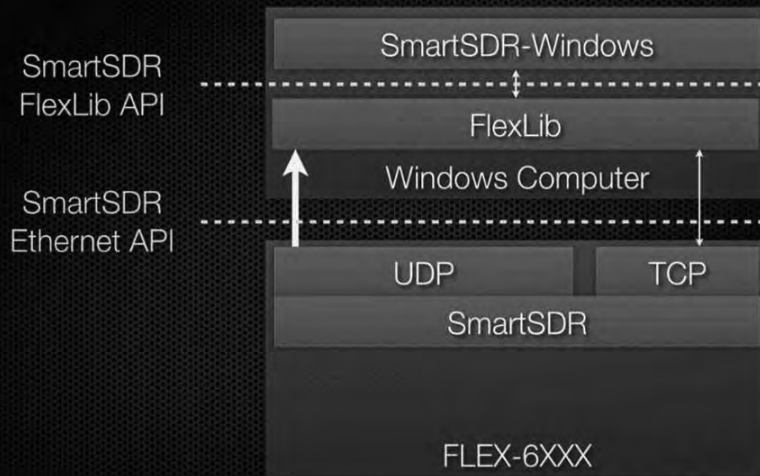 SmartSDR-Windows
SmartSDR
FlexLib API
FlexLib
Windows Computer
SmartSDR
Ethernet API
UDP
TCP
SmartSDR
FLEX-6XXX